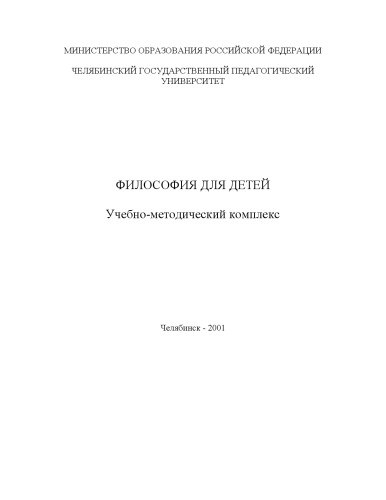 МИНИСТЕРСТВО ОБРАЗОВАНИЯ РОССИЙСКОЙ ФЕДЕРАЦИИ
ЧЕЛЯБИНСКИЙ ГОСУДАРСТВЕННЫЙ ПЕДАГОГИЧЕСКИЙ
УНИВЕРСИТЕТ
ФИЛОСОФИЯ ДЛЯ ДЕТЕЙ
Учебно-методический комплекс
Челябинск - 2001